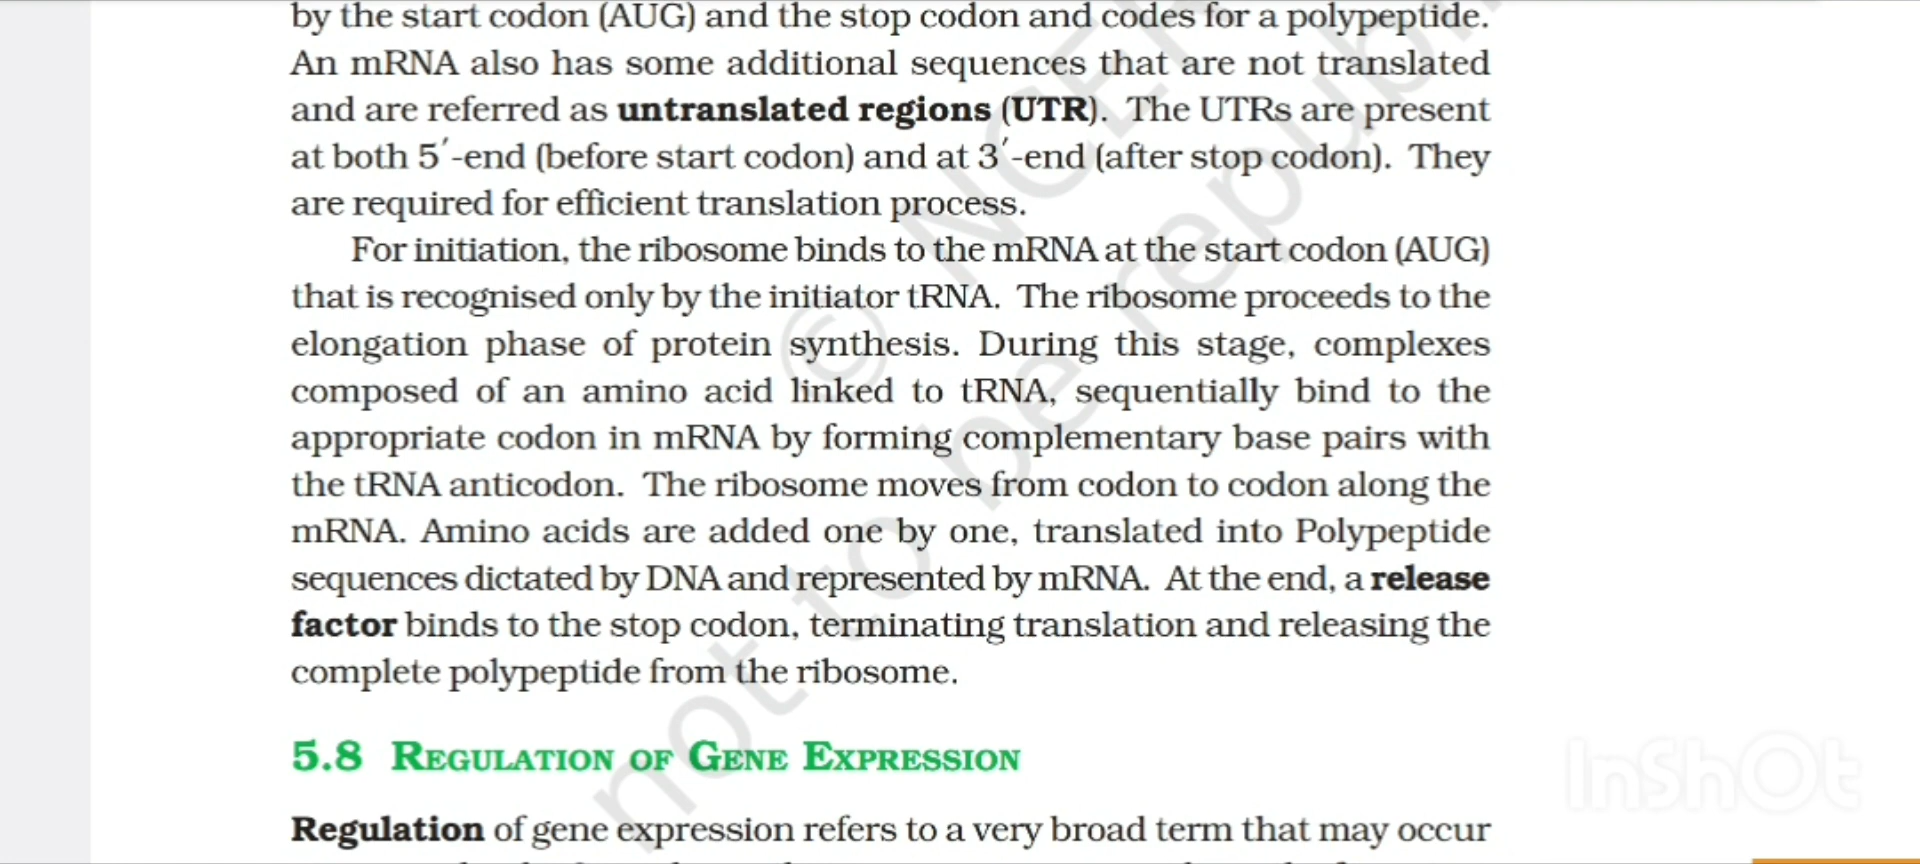 by the start codon (AUG) and the stop codon and codes for a polypeptide.
An mRNA also has some additional sequences that are not translated
and are referred as untranslated regions (UTR). The UTRs are present
at both 5′-end (before start codon) and at 3′-end (after stop codon). They
are required for efficient translation process.
For initiation, the ribosome binds to the mRNA at the start codon (AUG)
that is recognised only by the initiator tRNA. The ribosome proceeds to the
elongation phase of protein synthesis. During this stage, complexes
composed of an amino acid linked to tRNA, sequentially bind to the
appropriate codon in mRNA by forming complementary base pairs with
the tRNA anticodon. The ribosome moves from codon to codon along the
mRNA. Amino acids are added one by one, translated into Polypeptide
sequences dictated by DNA and represented by mRNA. At the end, a release
factor binds to the stop codon, terminating translation and releasing the
complete polypeptide from the ribosome.
5.8 REGULATION OF GENE EXPRESSION
Regulation of gene expression refers to a very broad term that may occur
© NCE
not to be republi
InShOt